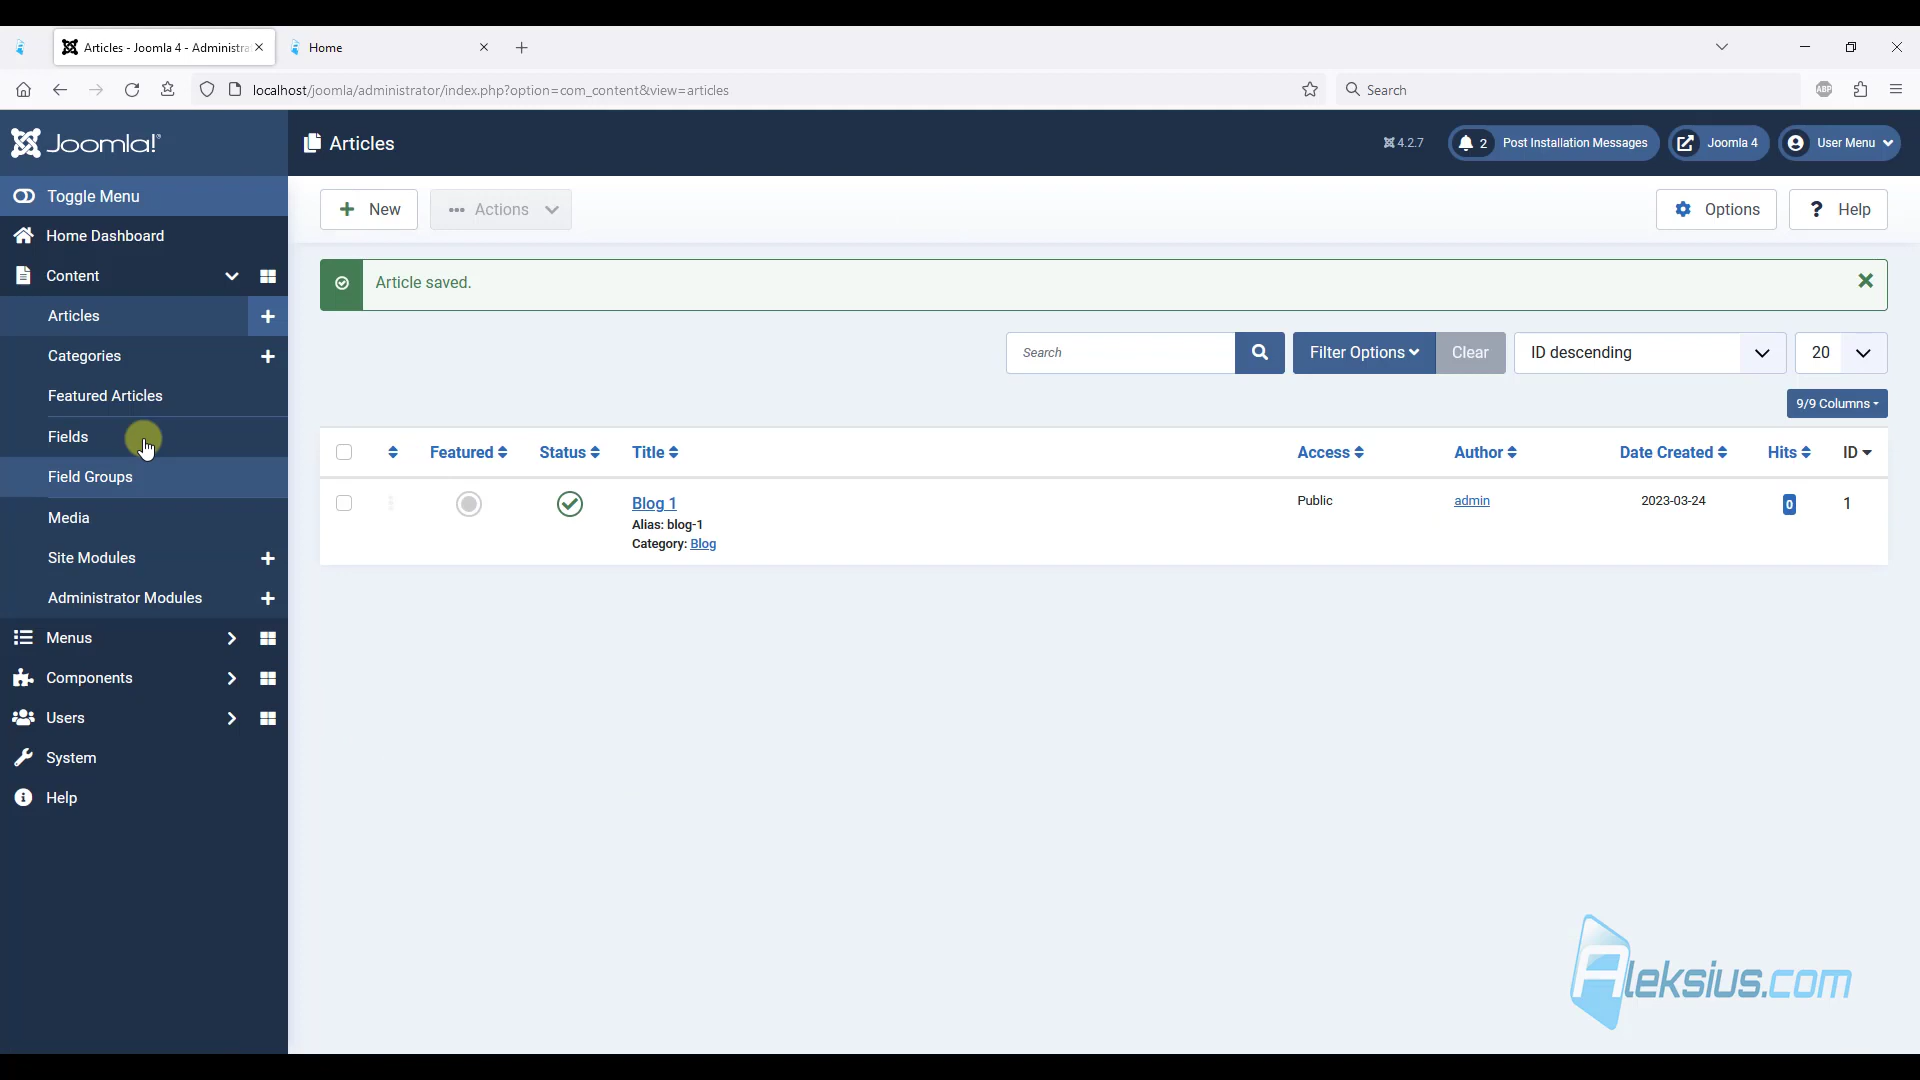 Articles - Joomla 4 - Administra
Home
localhost/joomla/administrator/index.php?option=com_content&view=articles
Search
ABP
Joomla!
Articles
4.2.7
2 Post Installation Messages
Joomla 4
User Menu
Toggle Menu
New
Actions
Options
Help
Home Dashboard
Content
Article saved.
Articles
Categories
Search
Filter Options
Clear
ID descending
20
Featured Articles
9/9 Columns
Fields
Featured Status Title Access Author Date Created Hits ID
Field Groups
Blog 1 Public admin 2023-03-24 0 1
Alias: blog-1
Category: Blog
Media
Site Modules
Administrator Modules
Menus
Components
Users
System
Help
Aleksius.com